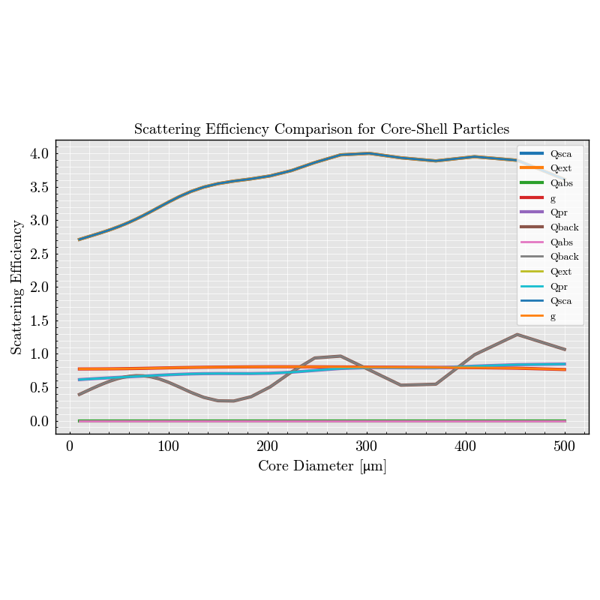 Scattering Efficiency Comparison for Core-Shell Particles
Scattering Efficiency
4.0
3.5
3.0
2.5
2.0
1.5
1.0
0.5
0.0
Qsca
Qext
Qabs
g
Qpr
Qback
Qabs
Qback
Qext
Qpr
Qsca
g
0 100 200 300 400 500
Core Diameter [µm]